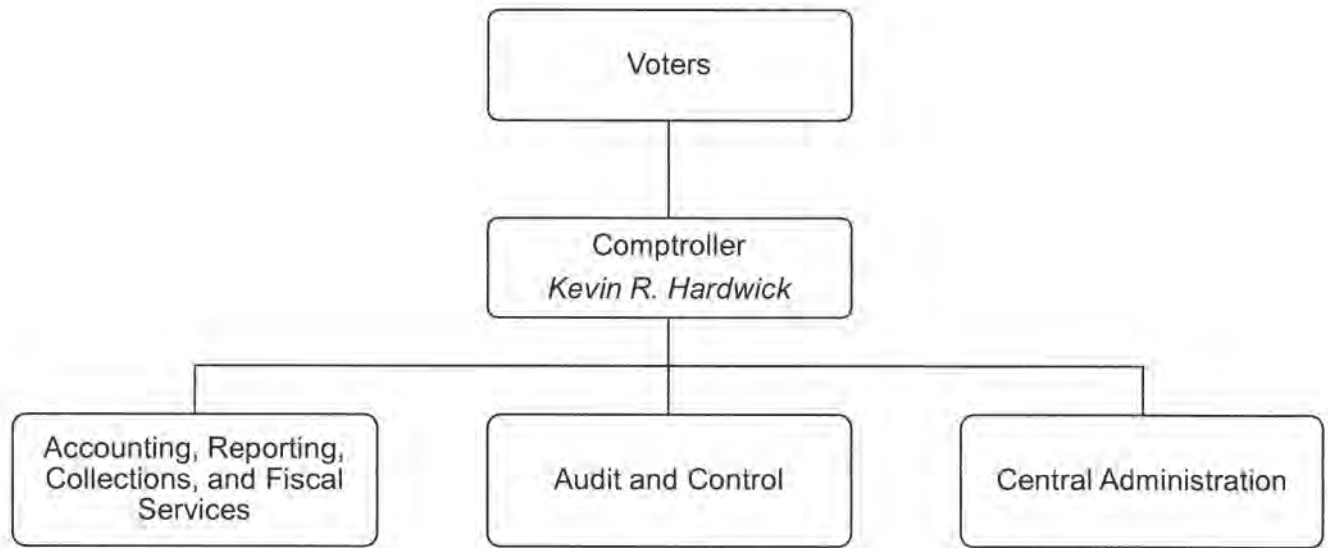 Voters
Comptroller
Kevin R. Hardwick
Accounting, Reporting,
Collections, and Fiscal
Services
Audit and Control
Central Administration